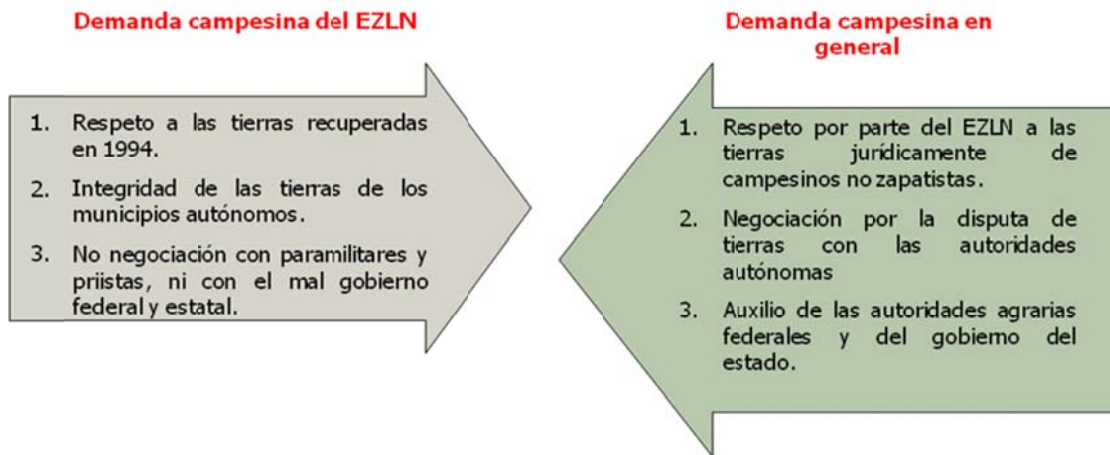 Demanda campesina del EZLN
1. Respeto a las tierras recuperadas
en 1994.
2. Integridad de las tierras de los
municipios autónomos.
3. No negociación con paramilitares y
priistas, ni con el mal gobierno
federal y estatal.
Demanda campesina en
general
1. Respeto por parte del EZLN a las
tierras jurídicamente de
campesinos no zapatistas.
2. Negociación por la disputa de
tierras con las autoridades
autónomas
3. Auxilio de las autoridades agrarias
federales y del gobierno del
estado.